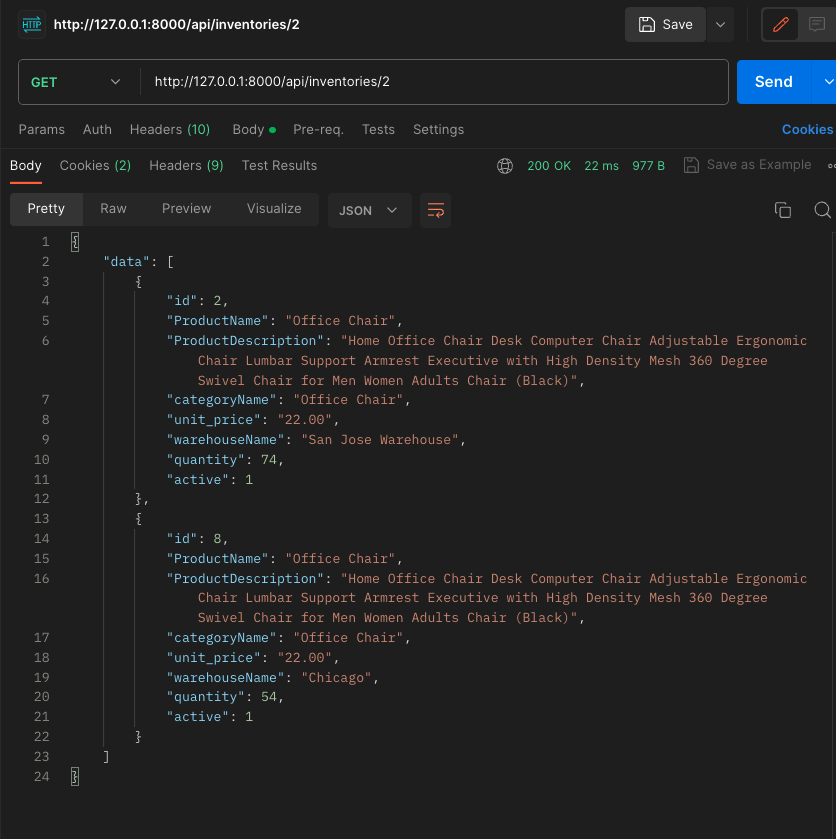 HTTP http://127.0.0.1:8000/api/inventories/2 Save
GET http://127.0.0.1:8000/api/inventories/2 Send
Params Auth Headers (10) Body Pre-req. Tests Settings Cookies
Body Cookies (2) Headers (9) Test Results 200 OK 22 ms 977 B Save as Example
Pretty Raw Preview Visualize JSON
1 {
2 "data": [
3 {
4 "id": 2,
5 "ProductName": "Office Chair",
6 "ProductDescription": "Home Office Chair Desk Computer Chair Adjustable Ergonomic
Chair Lumbar Support Armrest Executive with High Density Mesh 360 Degree
Swivel Chair for Men Women Adults Chair (Black)",
7 "categoryName": "Office Chair",
8 "unit_price": "22.00",
9 "warehouseName": "San Jose Warehouse",
10 "quantity": 74,
11 "active": 1
12 },
13 {
14 "id": 8,
15 "ProductName": "Office Chair",
16 "ProductDescription": "Home Office Chair Desk Computer Chair Adjustable Ergonomic
Chair Lumbar Support Armrest Executive with High Density Mesh 360 Degree
Swivel Chair for Men Women Adults Chair (Black)",
17 "categoryName": "Office Chair",
18 "unit_price": "22.00",
19 "warehouseName": "Chicago",
20 "quantity": 54,
21 "active": 1
22 }
23 ]
24 }